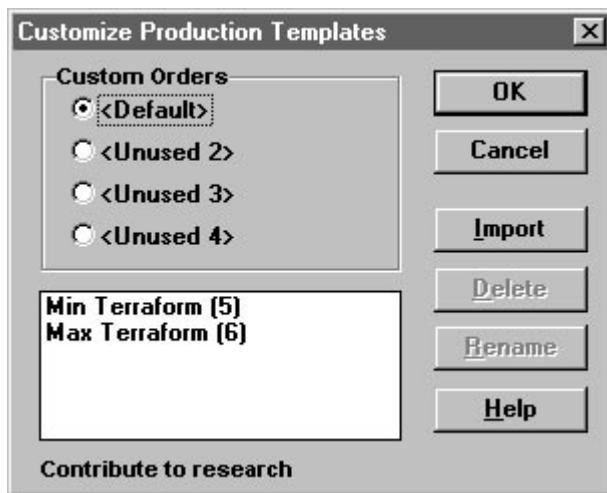 Customize Production Templates
Custom Orders
<Default>
<Unused 2>
<Unused 3>
<Unused 4>
OK
Cancel
Import
Delete
Rename
Help
Min Terraform (5)
Max Terraform (6)
Contribute to research